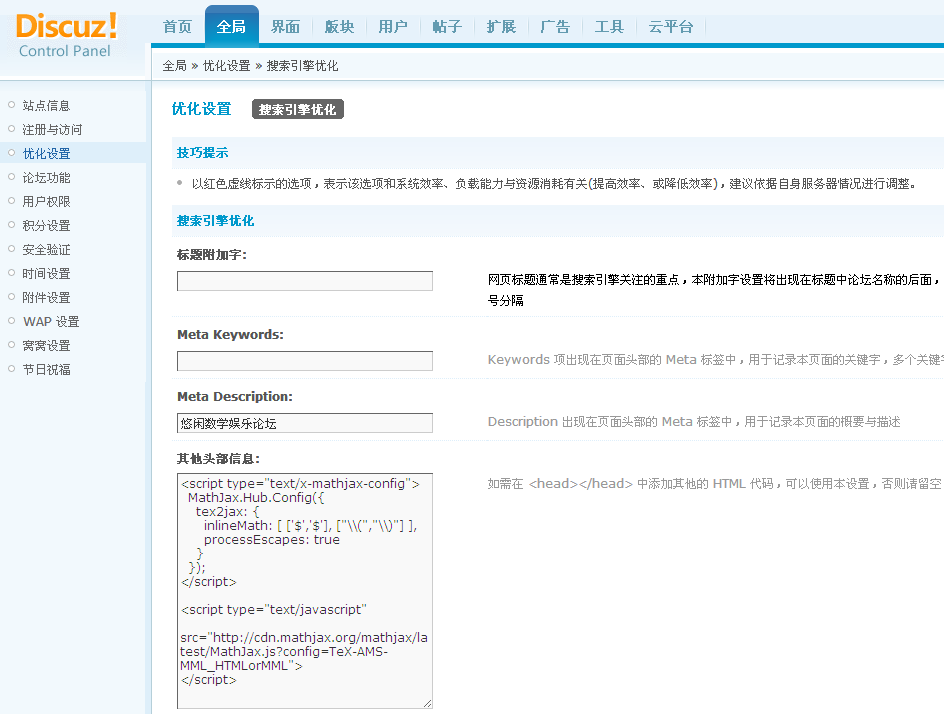 Discuz!
Control Panel
首页 全局 界面 版块 用户 帖子 扩展 广告 工具 云平台
全局 » 优化设置 » 搜索引擎优化
站点信息
注册与访问
优化设置
论坛功能
用户权限
积分设置
安全验证
时间设置
附件设置
WAP 设置
窝窝设置
节日祝福
优化设置 搜索引擎优化
技巧提示
以红色虚线标示的选项，表示该选项和系统效率、负载能力与资源消耗有关(提高效率、或降低效率)，建议依据自身服务器情况进行调整。
搜索引擎优化
标题附加字:
网页标题通常是搜索引擎关注的重点，本附加字设置将出现在标题中论坛名称的后面，
号分隔
Meta Keywords:
Keywords 项出现在页面头部的 Meta 标签中，用于记录本页面的关键字，多个关键字
Meta Description:
悠闲数学娱乐论坛
Description 出现在页面头部的 Meta 标签中，用于记录本页面的概要与描述
其他头部信息:
如需在 <head></head> 中添加其他的 HTML 代码，可以使用本设置，否则请留空
<script type="text/x-mathjax-config">
MathJax.Hub.Config({
tex2jax: {
inlineMath: [ ['$','$'], ["\\(","\\)"] ],
processEscapes: true
}
});
</script>
<script type="text/javascript"
src="http://cdn.mathjax.org/mathjax/la
test/MathJax.js?config=TeX-AMS-
MML_HTMLorMML">
</script>